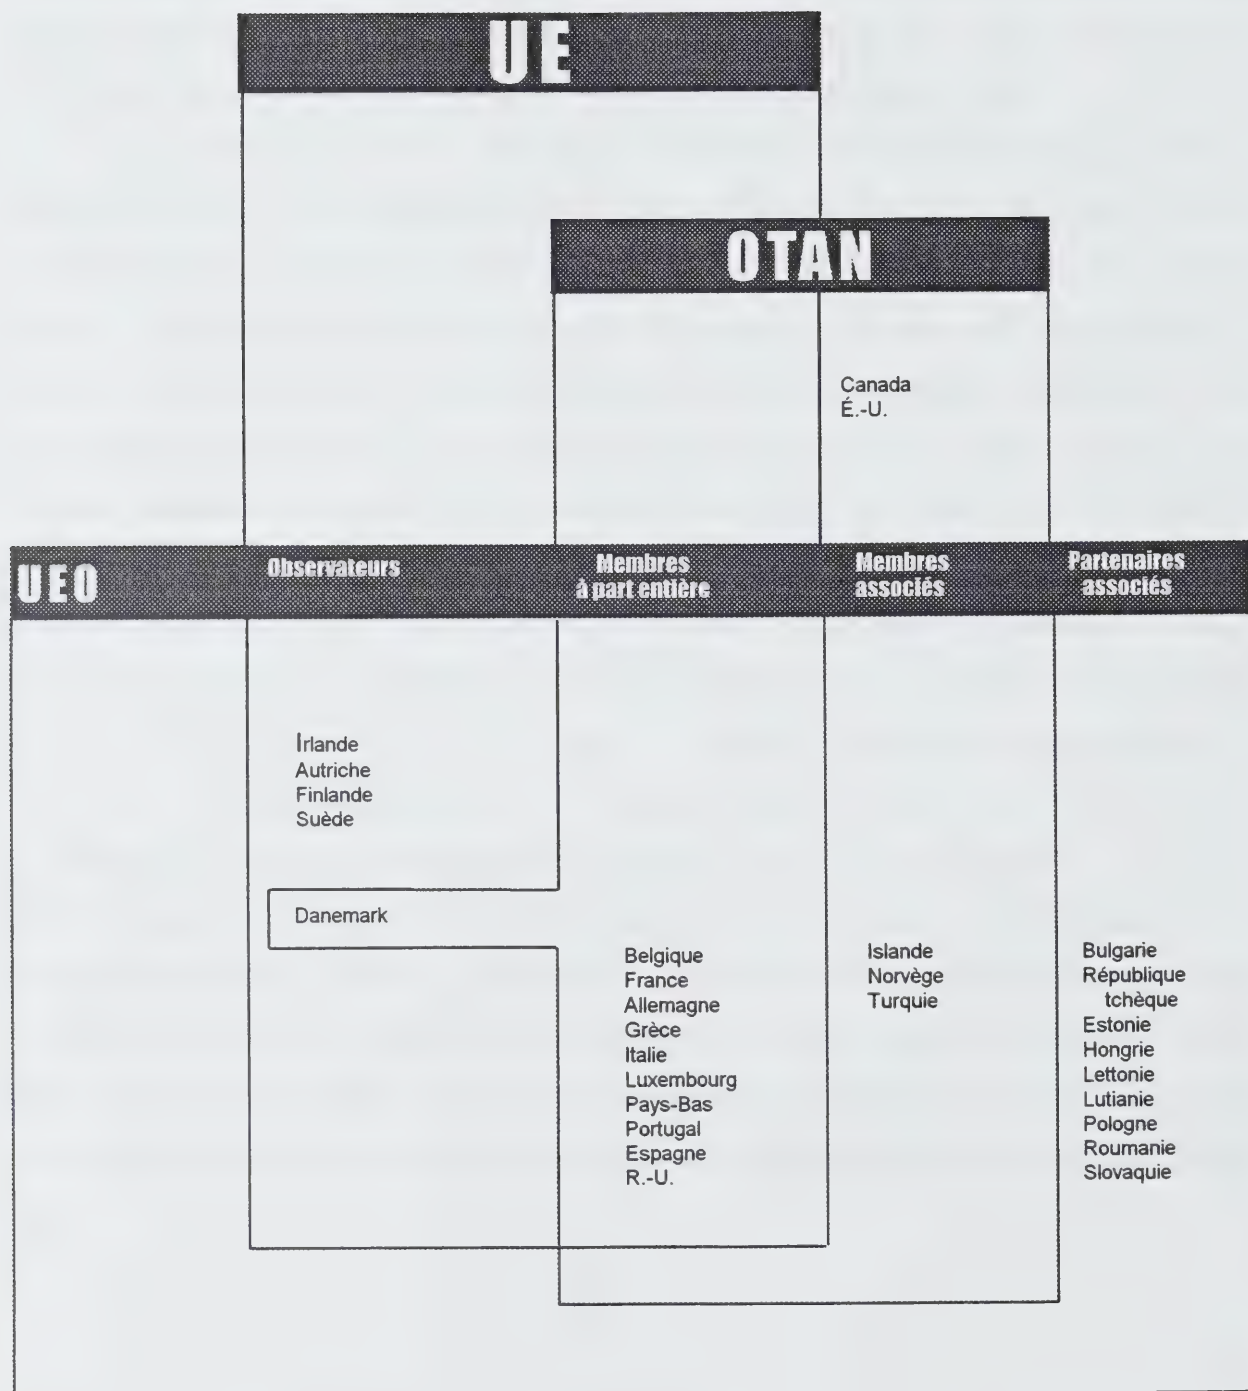 UE
OTAN
Canada
É.-U.
UEO
Observateurs
Membres
à part entière
Membres
associés
Partenaires
associés
Irlande
Autriche
Finlande
Suède
Danemark
Belgique
France
Allemagne
Grèce
Italie
Luxembourg
Pays-Bas
Portugal
Espagne
R.-U.
Islande
Norvège
Turquie
Bulgarie
République
tchèque
Estonie
Hongrie
Lettonie
Lutianie
Pologne
Roumanie
Slovaquie